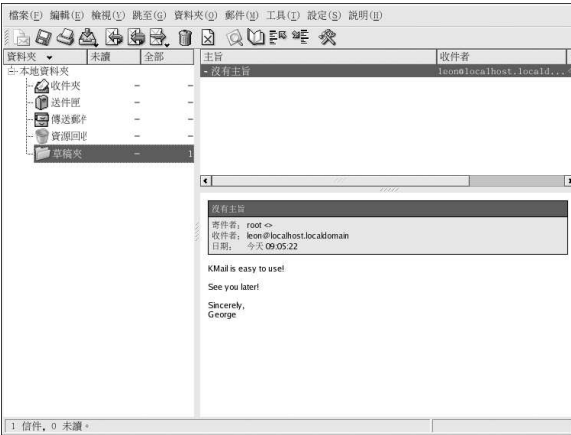 檔案(F) 編輯(E) 檢視(V) 跳至(G) 資料夾(O) 郵件(M) 工具(T) 設定(S) 說明(H)
資料夾 未讀 全部 主旨 收件者
本地資料夾
- 沒有主旨 leon@localhost.locald...
收件夾 - -
送件匣 - -
傳送郵件 - -
資源回收 - -
草稿夾 - 1
沒有主旨
寄件者: root <>
收件者: leon@localhost.localdomain
日期: 今天 09:05:22
KMail is easy to use!
See you later!
Sincerely,
George
1 信件, 0 未讀。